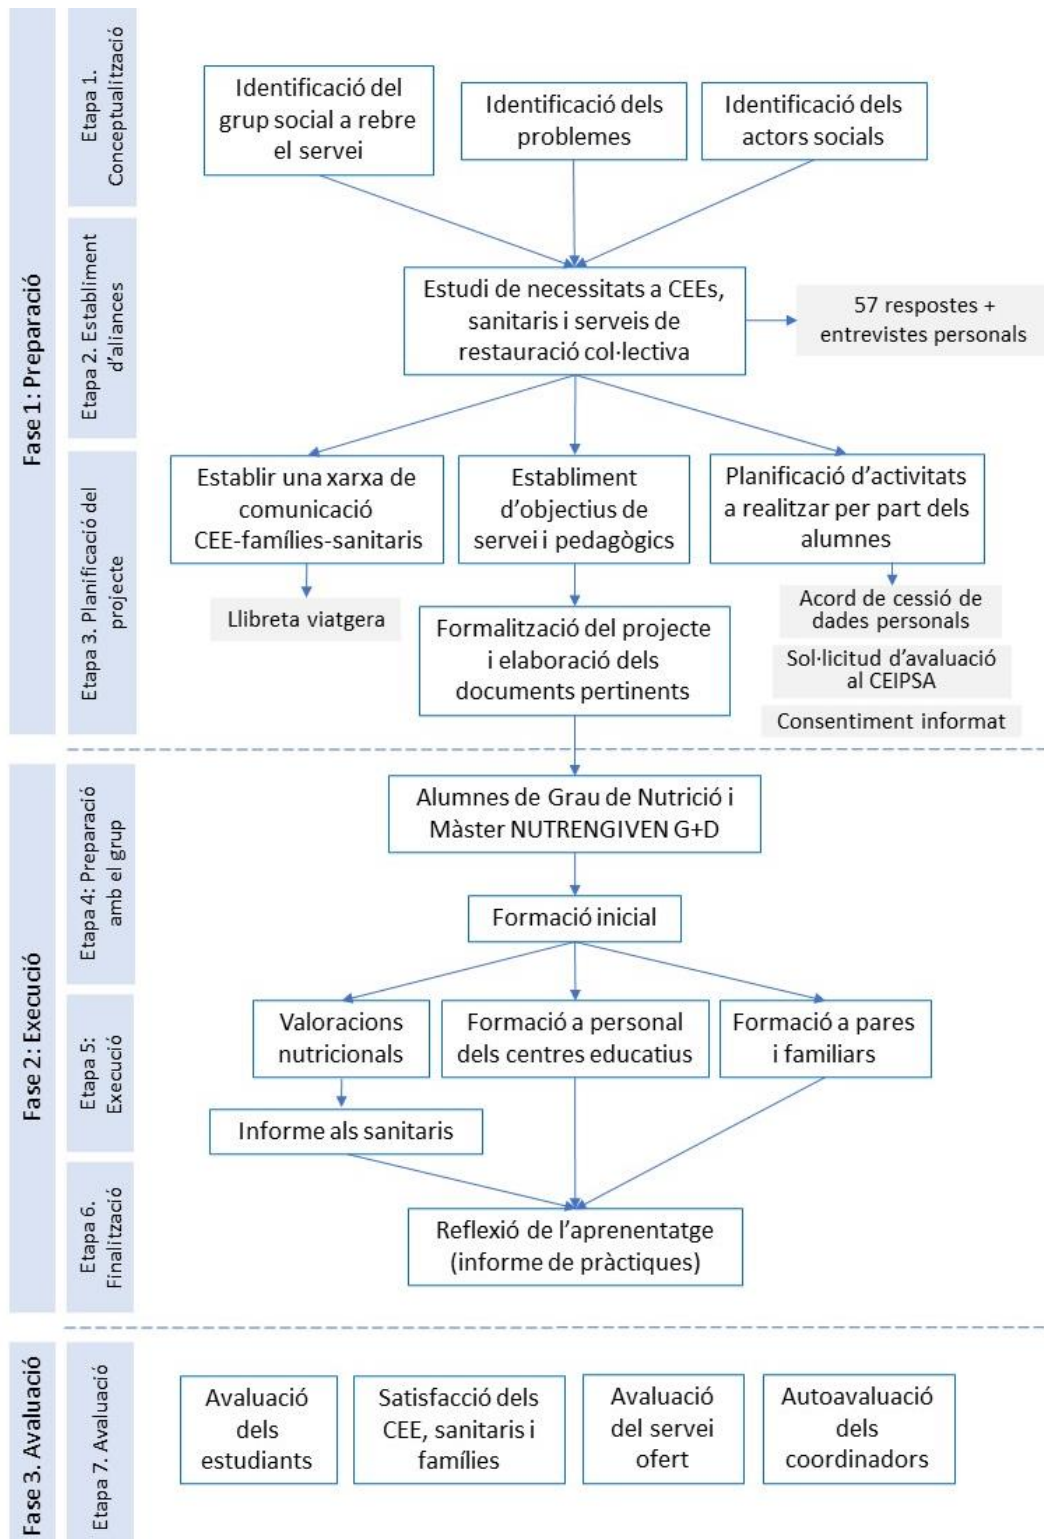 Fase 1: Preparació
Etapa 1.
Conceptualització
Identificació del
grup social a rebre
el servei
Identificació dels
problemes
Identificació dels
actors socials
Etapa 2. Establiment
d'aliances
Estudi de necessitats a CEEs,
sanitaris i serveis de
restauració col·lectiva
57 respostes +
entrevistes personals
Etapa 3. Planificació del
projecte
Establir una xarxa de
comunicació
CEE-famílies-sanitaris
Establiment
d'objectius de
servei i pedagògics
Planificació d'activitats
a realitzar per part dels
alumnes
Llibreta viatgera
Formalització del projecte
i elaboració dels
documents pertinents
Acord de cessió de
dades personals
Sol·licitud d'avaluació
al CEIPSA
Consentiment informat
Fase 2: Execució
Etapa 4: Preparació
amb el grup
Alumnes de Grau de Nutrició i
Màster NUTRENGIVEN G+D
Formació inicial
Etapa 5:
Execució
Valoracions
nutricionals
Formació a personal
dels centres educatius
Formació a pares
i familiars
Informe als sanitaris
Etapa 6.
Finalització
Reflexió de l'aprenentatge
(informe de pràctiques)
Fase 3. Avaluació
Etapa 7. Avaluació
Avaluació
dels
estudiants
Satisfacció dels
CEE, sanitaris i
famílies
Avaluació
del servei
ofert
Autoavaluació
dels
coordinadors